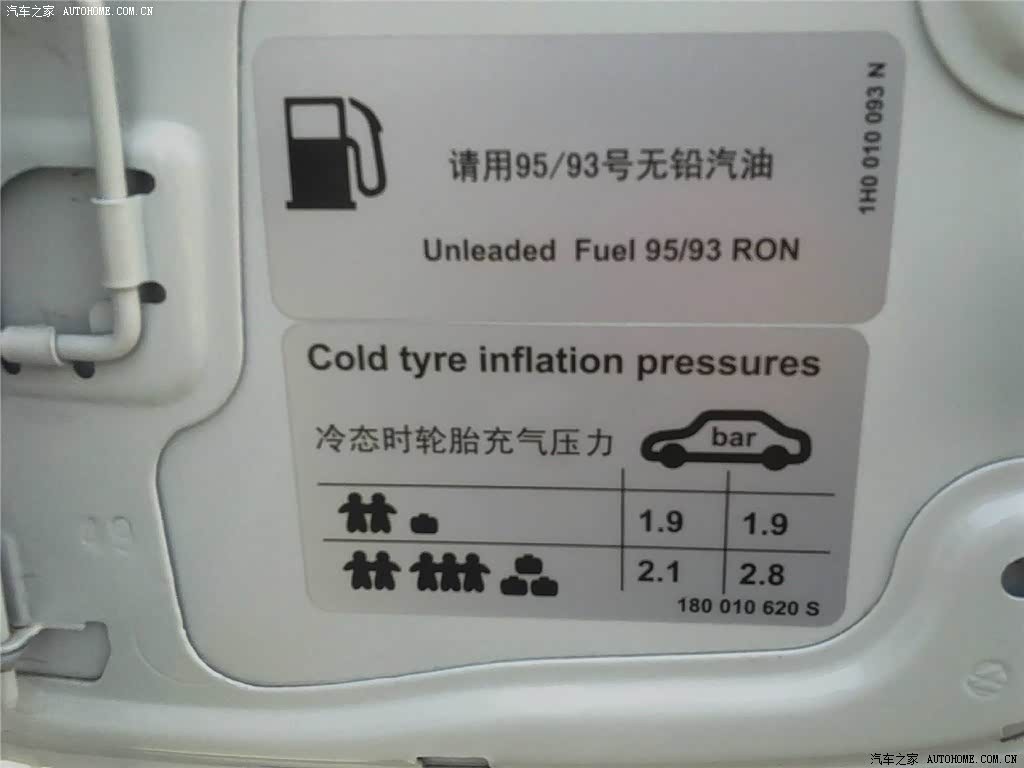 汽车之家 AUTOHOME.COM.CN
1H0 010 093 N
请用95/93号无铅汽油
Unleaded Fuel 95/93 RON
Cold tyre inflation pressures
冷态时轮胎充气压力
bar
1.9 1.9
2.1 2.8
180 010 620 S
汽车之家 AUTOHOME.COM.CN